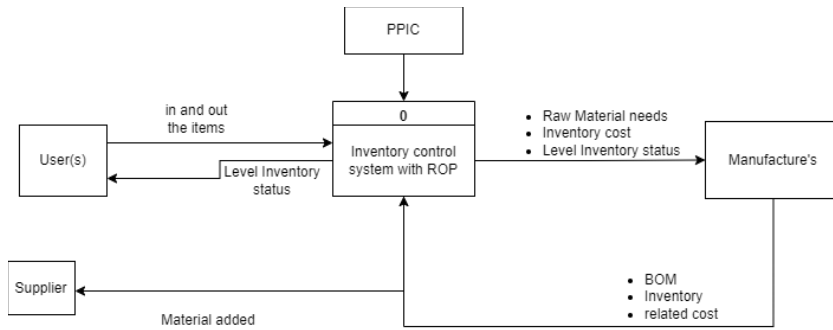 PPIC
in and out
the items
0
• Raw Material needs
• Inventory cost
• Level Inventory status
User(s)
Inventory control
system with ROP
Manufacture's
Level Inventory
status
Supplier
Material added
• BOM
• Inventory
• related cost